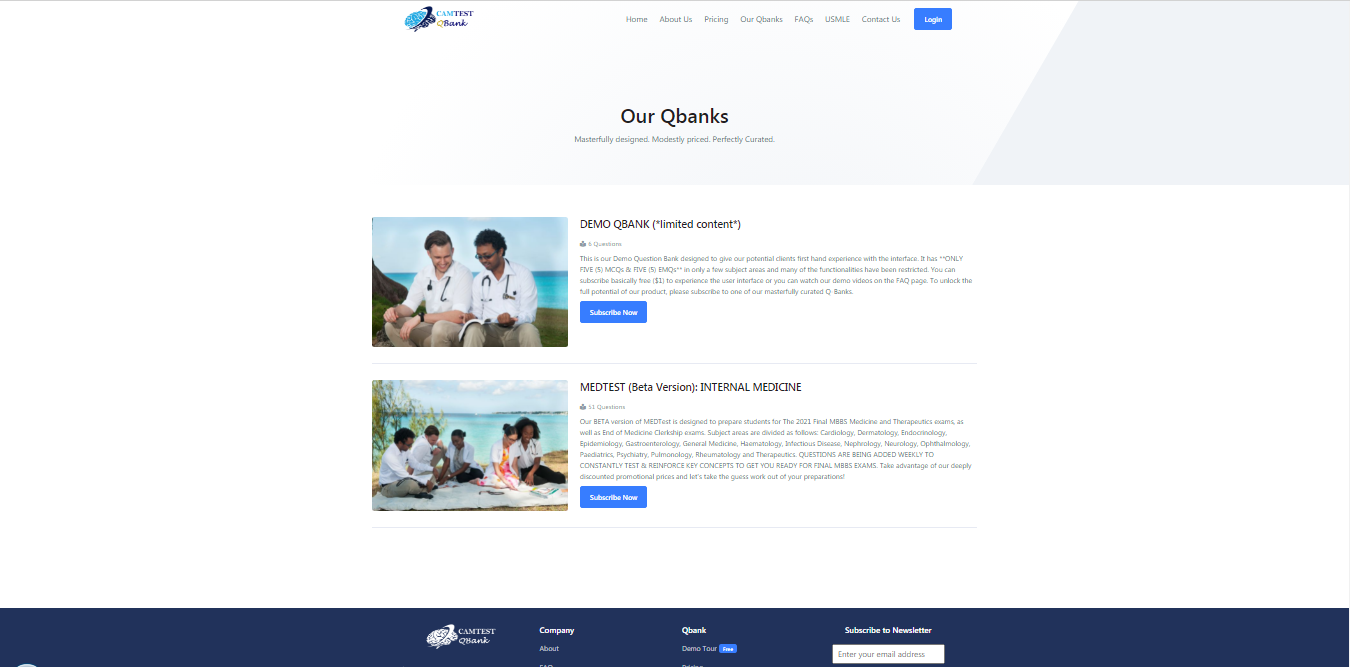 CAMTEST
QBank
Home About Us Pricing Our Qbanks FAQs USMLE Contact Us Login
Our Qbanks
Masterfully designed. Modestly priced. Perfectly Curated.
DEMO QBANK (*limited content*)
6 Questions
This is our Demo Question Bank designed to give our potential clients first hand experience with the interface. It has **ONLY
FIVE (5) MCQs & FIVE (5) EMQs** in only a few subject areas and many of the functionalities have been restricted. You can
subscribe basically free ($1) to experience the user interface or you can watch our demo videos on the FAQ page. To unlock the
full potential of our product, please subscribe to one of our masterfully curated Q-Banks.
Subscribe Now
MEDTEST (Beta Version): INTERNAL MEDICINE
51 Questions
Our BETA version of MEDTest is designed to prepare students for The 2021 Final MBBS Medicine and Therapeutics exams, as
well as End of Medicine Clerkship exams. Subject areas are divided as follows: Cardiology, Dermatology, Endocrinology,
Epidemiology, Gastroenterology, General Medicine, Haematology, Infectious Disease, Nephrology, Neurology, Ophthalmology,
Paediatrics, Psychiatry, Pulmonology, Rheumatology and Therapeutics. QUESTIONS ARE BEING ADDED WEEKLY TO
CONSTANTLY TEST & REINFORCE KEY CONCEPTS TO GET YOU READY FOR FINAL MBBS EXAMS. Take advantage of our deeply
discounted promotional prices and let's take the guess work out of your preparations!
Subscribe Now
CAMTEST
QBank
Company Qbank Subscribe to Newsletter
About Demo Tour Free Enter your email address